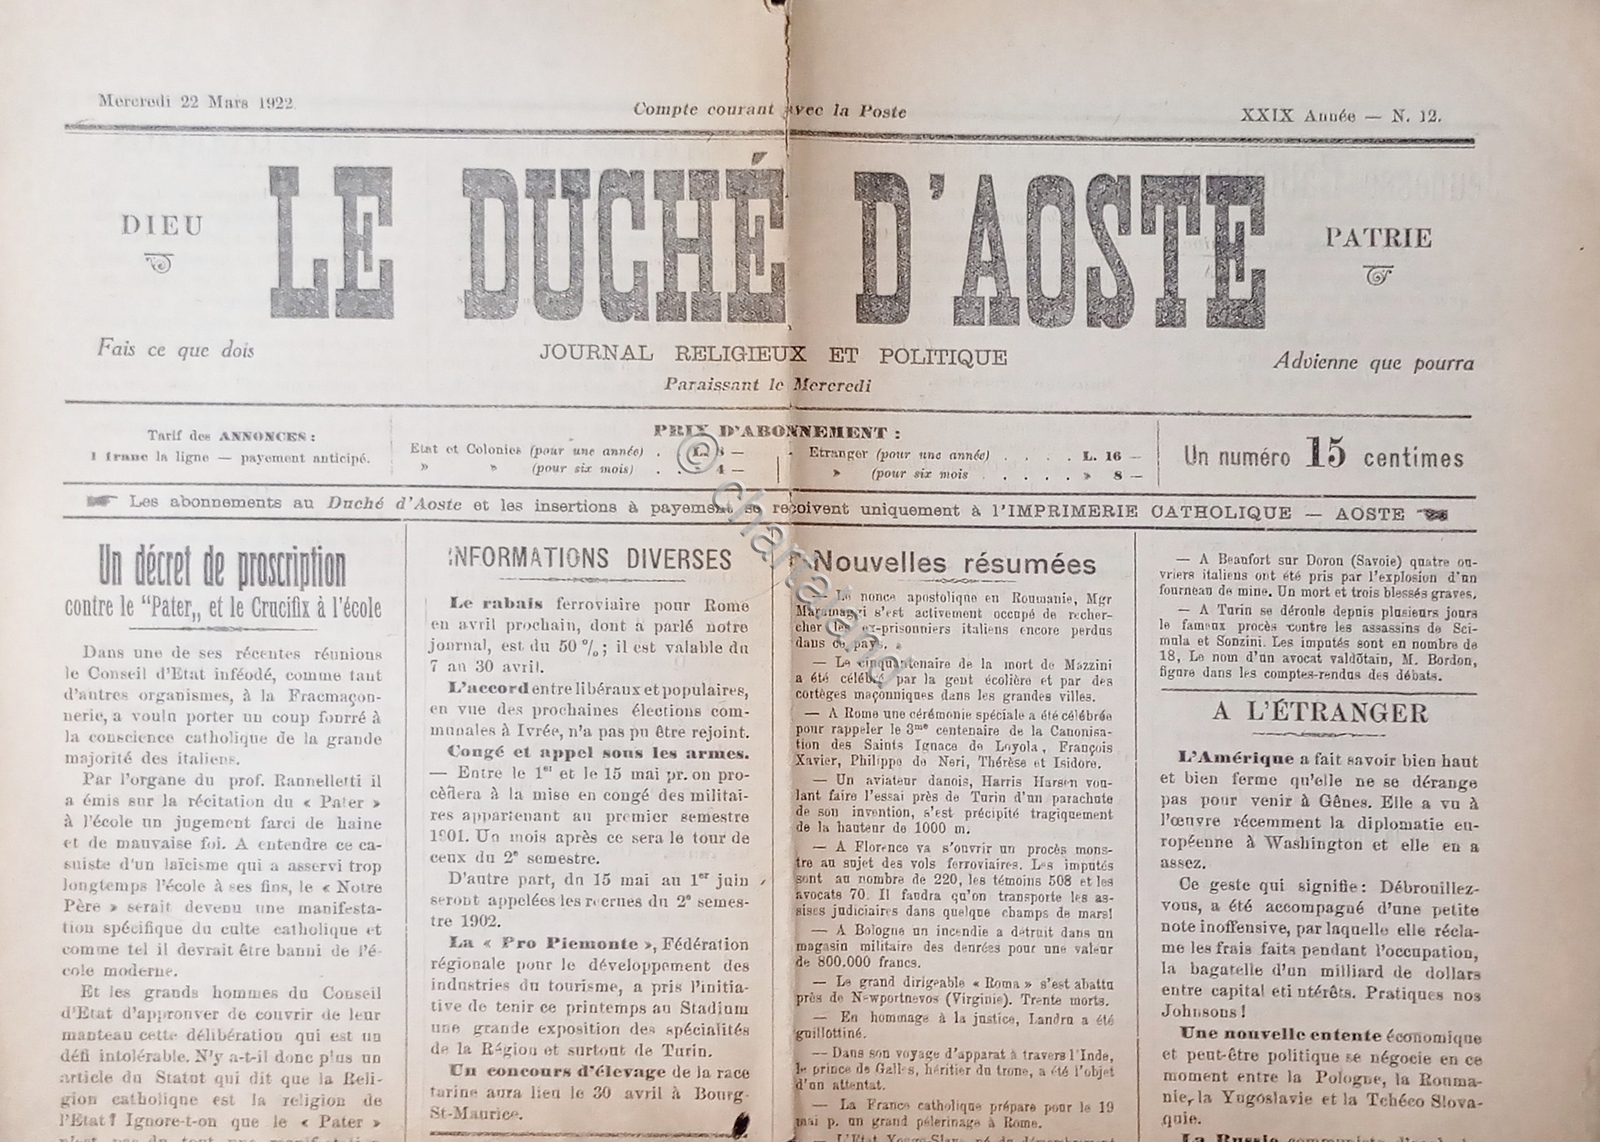 Mercredi 22 Mars 1922
Compte courant avec la Poste
XXIX Année — N. 12.
DIEU
LE DUCHÉ D'AOSTE
PATRIE
Fais ce que dois
JOURNAL RELIGIEUX ET POLITIQUE
Advienne que pourra
Paraissant le Mercredi
Tarif des ANNONCES :
1 franc la ligne — payement anticipé.
PRIX D'ABONNEMENT :
Etat et Colonies (pour une année) . L. 8 —
» » (pour six mois) . . » 4 —
Etranger (pour une année) . . . . L. 16 —
» (pour six mois . . . . . » 8 —
Un numéro 15 centimes
Les abonnements au Duché d'Aoste et les insertions à payement se reçoivent uniquement à l'IMPRIMERIE CATHOLIQUE — AOSTE
Un décret de proscription
contre le "Pater„ et le Crucifix à l'école
Dans une de ses récentes réunions
le Conseil d'Etat inféodé, comme tant
d'autres organismes, à la Fracmaçon-
nerie, a voulu porter un coup fourré à
la conscience catholique de la grande
majorité des italiens.
Par l'organe du prof. Rannelletti il
a émis sur la récitation du « Pater »
à l'école un jugement farci de haine
et de mauvaise foi. A entendre ce ca-
suiste d'un laïcisme qui a asservi trop
longtemps l'école à ses fins, le « Notre
Père » serait devenu une manifesta-
tion spécifique du culte catholique et
comme tel il devrait être banni de l'é-
cole moderne.
Et les grands hommes du Conseil
d'Etat d'approuver de couvrir de leur
manteau cette délibération qui est un
défi intolérable. N'y a-t-il donc plus un
article du Statut qui dit que la Reli-
gion catholique est la religion de
l'Etat? Ignore-t-on que le « Pater »
INFORMATIONS DIVERSES
Le rabais ferroviaire pour Rome
en avril prochain, dont a parlé notre
journal, est du 50 %; il est valable du
7 au 30 avril.
L'accord entre libéraux et populaires,
en vue des prochaines élections com-
munales à Ivrée, n'a pas pu être rejoint.
Congé et appel sous les armes.
— Entre le 1er et le 15 mai pr. on pro-
cèdera à la mise en congé des militai-
res appartenant au premier semestre
1901. Un mois après ce sera le tour de
ceux du 2e semestre.
D'autre part, du 15 mai au 1er juin
seront appelées les recrues du 2e semes-
tre 1902.
La « Pro Piemonte », Fédération
régionale pour le développement des
industries du tourisme, a pris l'initia-
tive de tenir ce printemps au Stadium
une grande exposition des spécialités
de la Région et surtout de Turin.
Un concours d'élevage de la race
tarine aura lieu le 30 avril à Bourg-
St-Maurice.
Nouvelles résumées
— Le nonce apostolique en Roumanie, Mgr
Marmaggi s'est activement occupé de recher-
cher les ex-prisonniers italiens encore perdus
dans ce pays.
— Le cinquantenaire de la mort de Mazzini
a été célébré par la gent écolière et par des
cortèges maçonniques dans les grandes villes.
— A Rome une cérémonie spéciale a été célébrée
pour rappeler le 3me centenaire de la Canonisa-
tion des Saints Ignace de Loyola, François
Xavier, Philippe de Neri, Thérèse et Isidore.
— Un aviateur danois, Harris Harsen vou-
lant faire l'essai près de Turin d'un parachute
de son invention, s'est précipité tragiquement
de la hauteur de 1000 m.
— A Florence va s'ouvrir un procès mons-
tre au sujet des vols ferroviaires. Les imputés
sont au nombre de 220, les témoins 508 et les
avocats 70. Il faudra qu'on transporte les as-
sises judiciaires dans quelque champs de mars!
— A Bologne un incendie a détruit dans un
magasin militaire des denrées pour une valeur
de 800.000 francs.
— Le grand dirigeable « Roma » s'est abattu
près de Newportnevos (Virginie). Trente morts.
— En hommage à la justice, Landru a été
guillottiné.
— Dans son voyage d'apparat à travers l'Inde,
le prince de Galles, héritier du trone, a été l'objet
d'un attentat.
— La France catholique prépare pour le 19
mai p. un grand pélerinage à Rome.
— A Beaufort sur Doron (Savoie) quatre ou-
vriers italiens ont été pris par l'explosion d'un
fourneau de mine. Un mort et trois blessés graves.
— A Turin se déroule depuis plusieurs jours
le fameux procès contre les assassins de Sci-
mula et Sonzini. Les imputés sont en nombre de
18, Le nom d'un avocat valdôtain, M. Bordon,
figure dans les comptes-rendus des débats.
A L'ÉTRANGER
L'Amérique a fait savoir bien haut
et bien ferme qu'elle ne se dérange
pas pour venir à Gênes. Elle a vu à
l'œuvre récemment la diplomatie eu-
ropéenne à Washington et elle en a
assez.
Ce geste qui signifie: Débrouillez-
vous, a été accompagné d'une petite
note inoffensive, par laquelle elle récla-
me les frais faits pendant l'occupation,
la bagatelle d'un milliard de dollars
entre capital et intérêts. Pratiques nos
Johnsons !
Une nouvelle entente économique
et peut-être politique se négocie en ce
moment entre la Pologne, la Rouma-
nie, la Yugoslavie et la Tchéco Slova-
quie.
La Russie
© chartaland